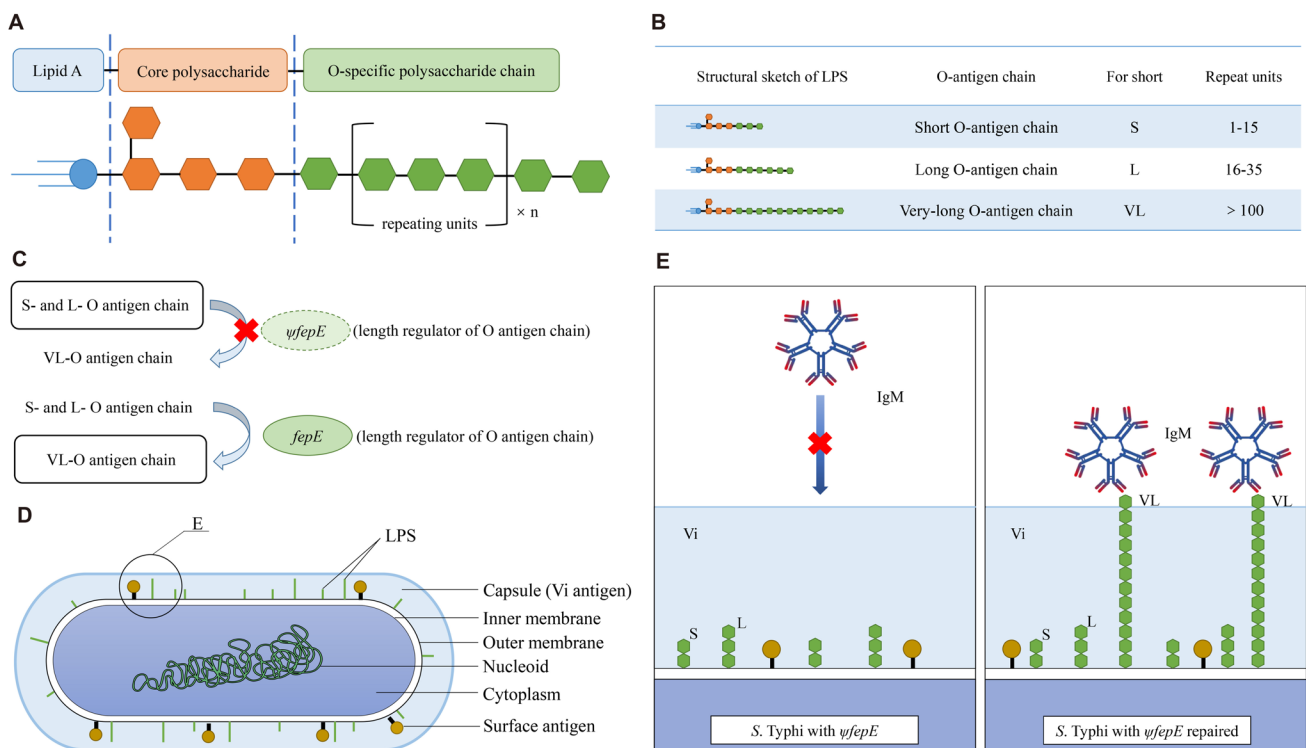 A
Lipid A
Core polysaccharide
O-specific polysaccharide chain
repeating units
× n
B
Structural sketch of LPS O-antigen chain For short Repeat units
Short O-antigen chain S 1-15
Long O-antigen chain L 16-35
Very-long O-antigen chain VL > 100
C
S- and L- O antigen chain
ψfepE (length regulator of O antigen chain)
VL-O antigen chain
S- and L- O antigen chain
fepE (length regulator of O antigen chain)
VL-O antigen chain
D
E
LPS
Capsule (Vi antigen)
Inner membrane
Outer membrane
Nucleoid
Cytoplasm
Surface antigen
E
IgM
Vi
S
L
S. Typhi with ψfepE
IgM
VL
VL
Vi
S
L
S. Typhi with ψfepE repaired